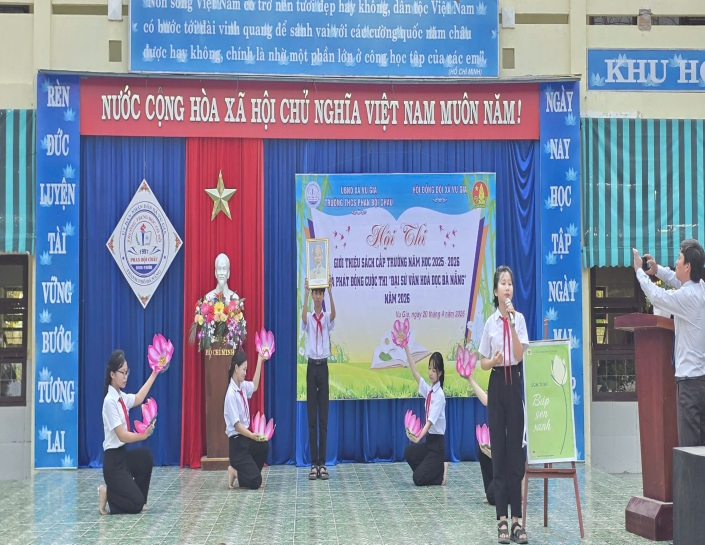 Non sông Việt Nam có trở nên tươi đẹp hay không, dân tộc Việt Nam
có bước tới đài vinh quang để sánh vai với các cường quốc năm châu
được hay không, chính là nhờ một phần lớn ở công học tập của các em".
(HỒ CHÍ MINH)
KHU H
NƯỚC CỘNG HÒA XÃ HỘI CHỦ NGHĨA VIỆT NAM MUÔN NĂM!
RÈN
ĐỨC
LUYỆN
TÀI
VỮNG
BƯỚC
TƯƠNG
LAI
NGÀY
NAY
HỌC
TẬP
NGÀY
MAI
PHAN BỘI CHÂU
HỒ CHÍ MINH
UBND XÃ VU GIA
TRƯỜNG THCS PHAN BỘI CHÂU
HỘI ĐỒNG ĐỘI XÃ VU GIA
Hội Thi
GIỚI THIỆU SÁCH CẤP TRƯỜNG NĂM HỌC 2025 -2026
PHÁT ĐỘNG CUỘC THI "ĐẠI SỨ VĂN HÓA ĐỌC ĐÀ NẴNG"
NĂM 2026
Vu Gia, ngày 20 tháng 4 năm 2026
Búp
sen
xanh